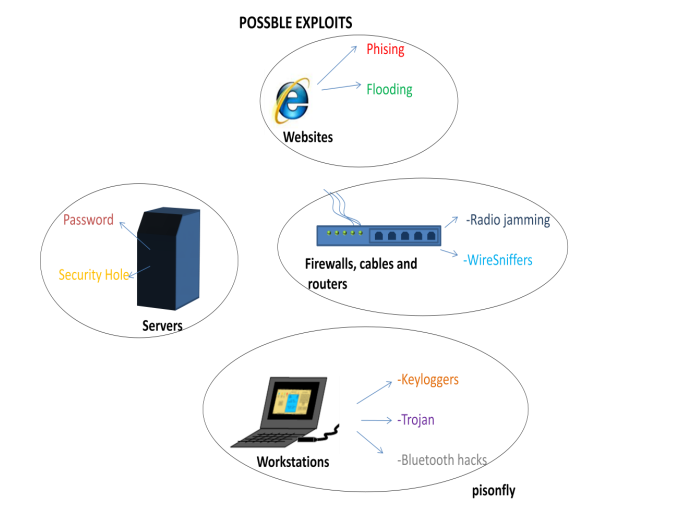 POSSBLE EXPLOITS
Phising
Flooding
Websites
Password
Security Hole
Servers
-Radio jamming
-WireSniffers
Firewalls, cables and
routers
-Keyloggers
-Trojan
-Bluetooth hacks
Workstations
pisonfly